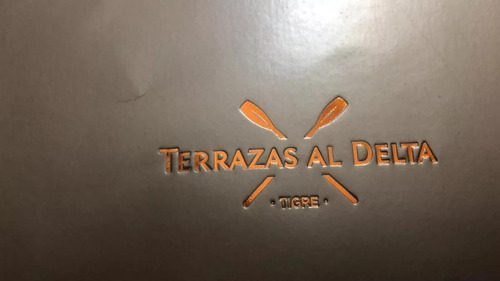 TERRAZAS AL DELTA
· TIGRE ·